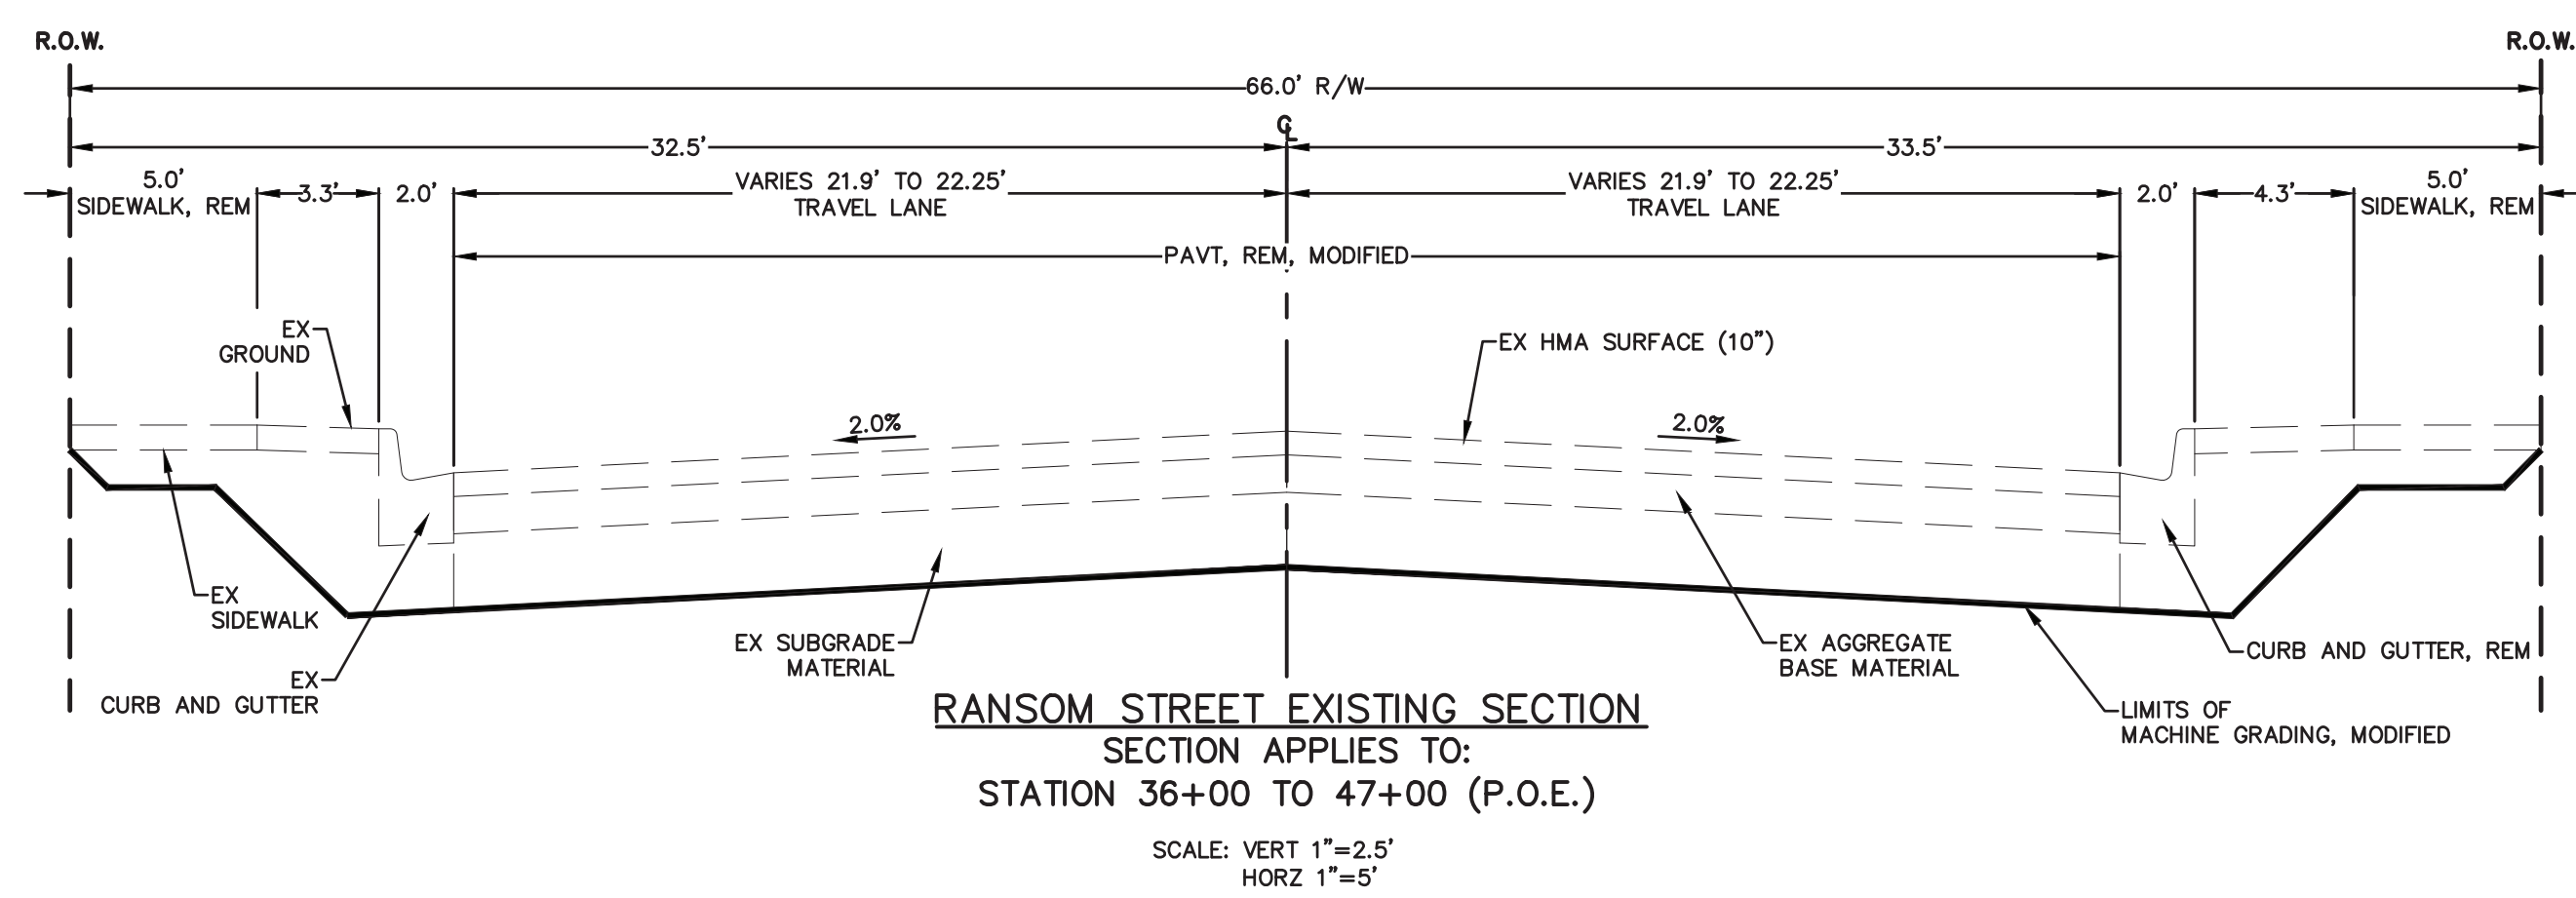 R.O.W.
R.O.W.
66.0' R/W
℄
32.5'
33.5'
5.0'
SIDEWALK, REM
3.3'
2.0'
VARIES 21.9' TO 22.25'
TRAVEL LANE
VARIES 21.9' TO 22.25'
TRAVEL LANE
2.0'
4.3'
5.0'
SIDEWALK, REM
PAVT, REM, MODIFIED
EX
GROUND
EX HMA SURFACE (10")
2.0%
2.0%
EX
SIDEWALK
EX
CURB AND GUTTER
EX SUBGRADE
MATERIAL
EX AGGREGATE
BASE MATERIAL
CURB AND GUTTER, REM
LIMITS OF
MACHINE GRADING, MODIFIED
RANSOM STREET EXISTING SECTION
SECTION APPLIES TO:
STATION 36+00 TO 47+00 (P.O.E.)
SCALE: VERT 1"=2.5'
HORZ 1"=5'